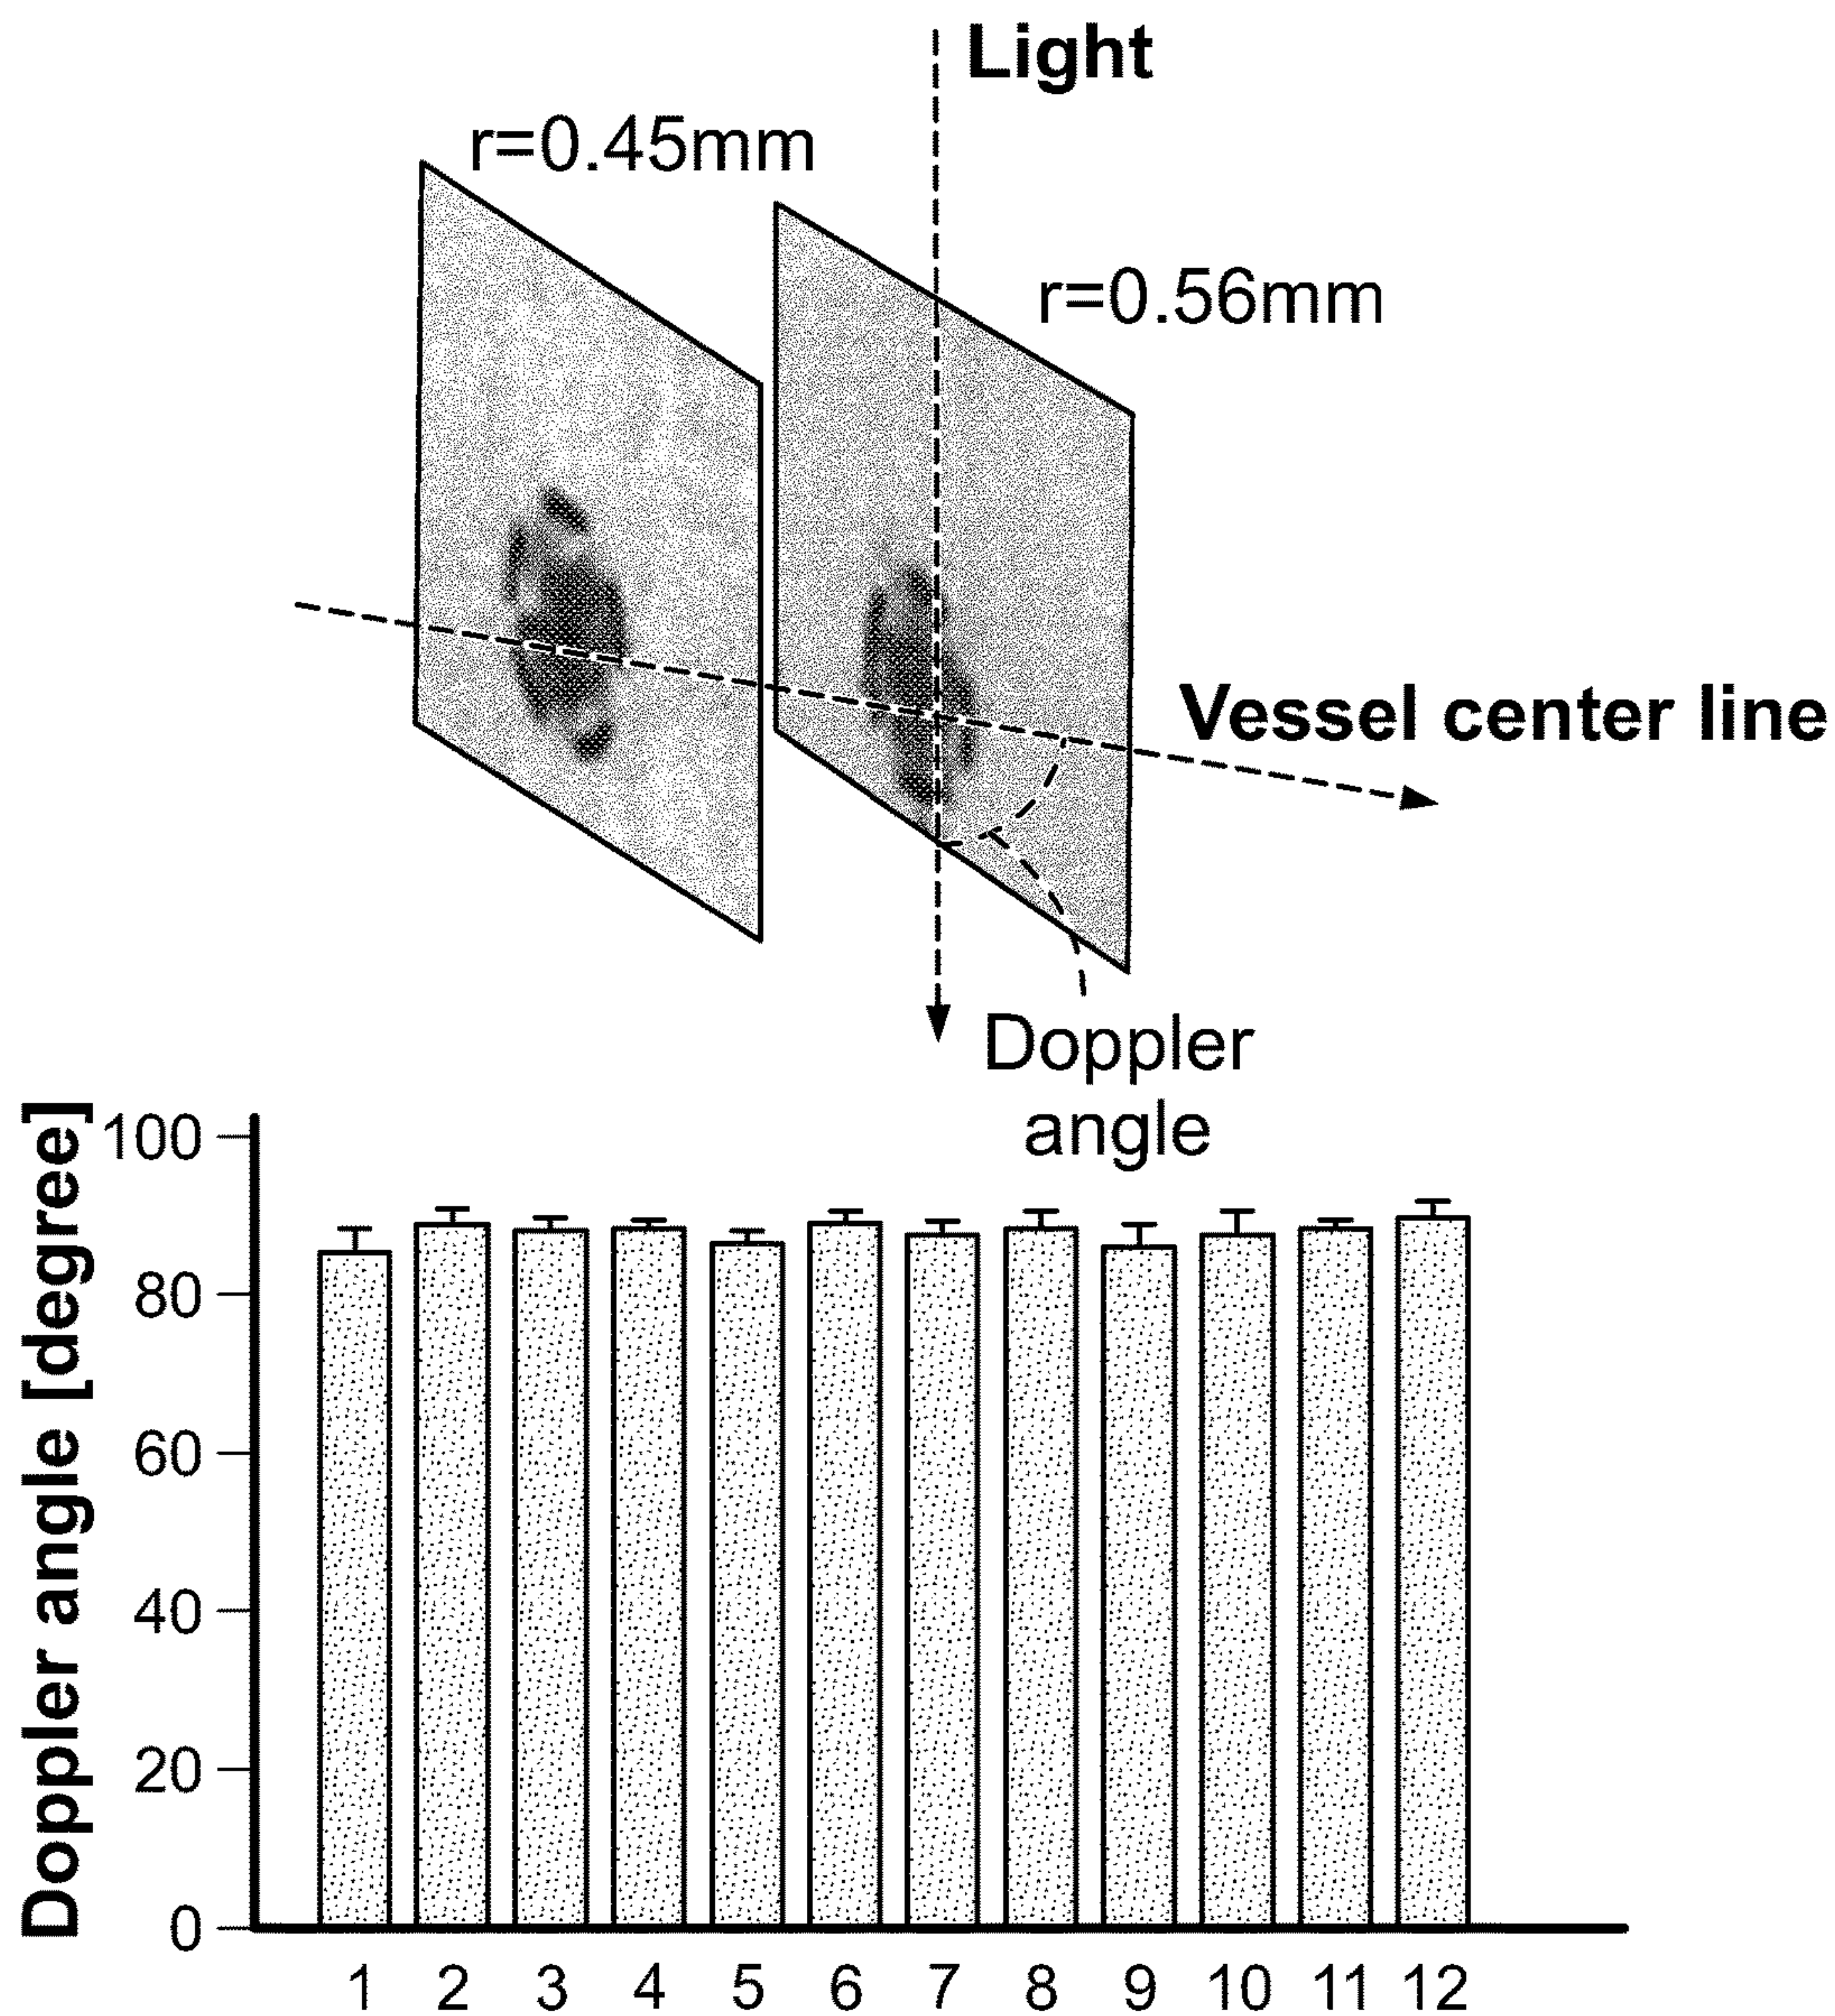 Light
r=0.45mm
r=0.56mm
Vessel center line
Doppler
angle
Doppler angle [degree]
100
80
60
40
20
0
1 2 3 4 5 6 7 8 9 10 11 12